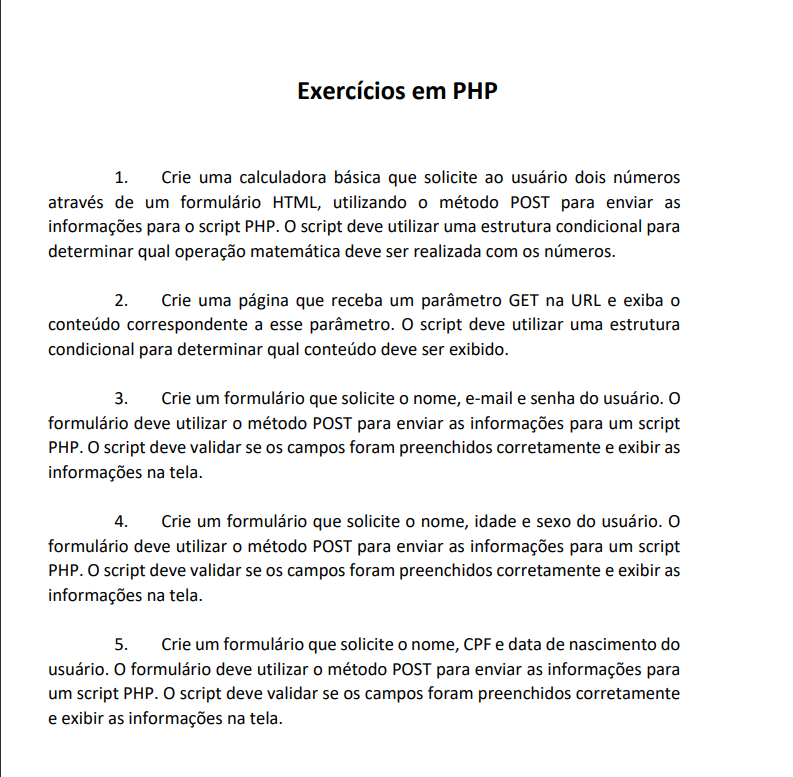 Exercícios em PHP
1. Crie uma calculadora básica que solicite ao usuário dois números
através de um formulário HTML, utilizando o método POST para enviar as
informações para o script PHP. O script deve utilizar uma estrutura condicional para
determinar qual operação matemática deve ser realizada com os números.
2. Crie uma página que receba um parâmetro GET na URL e exiba o
conteúdo correspondente a esse parâmetro. O script deve utilizar uma estrutura
condicional para determinar qual conteúdo deve ser exibido.
3. Crie um formulário que solicite o nome, e-mail e senha do usuário. O
formulário deve utilizar o método POST para enviar as informações para um script
PHP. O script deve validar se os campos foram preenchidos corretamente e exibir as
informações na tela.
4. Crie um formulário que solicite o nome, idade e sexo do usuário. O
formulário deve utilizar o método POST para enviar as informações para um script
PHP. O script deve validar se os campos foram preenchidos corretamente e exibir as
informações na tela.
5. Crie um formulário que solicite o nome, CPF e data de nascimento do
usuário. O formulário deve utilizar o método POST para enviar as informações para
um script PHP. O script deve validar se os campos foram preenchidos corretamente
e exibir as informações na tela.